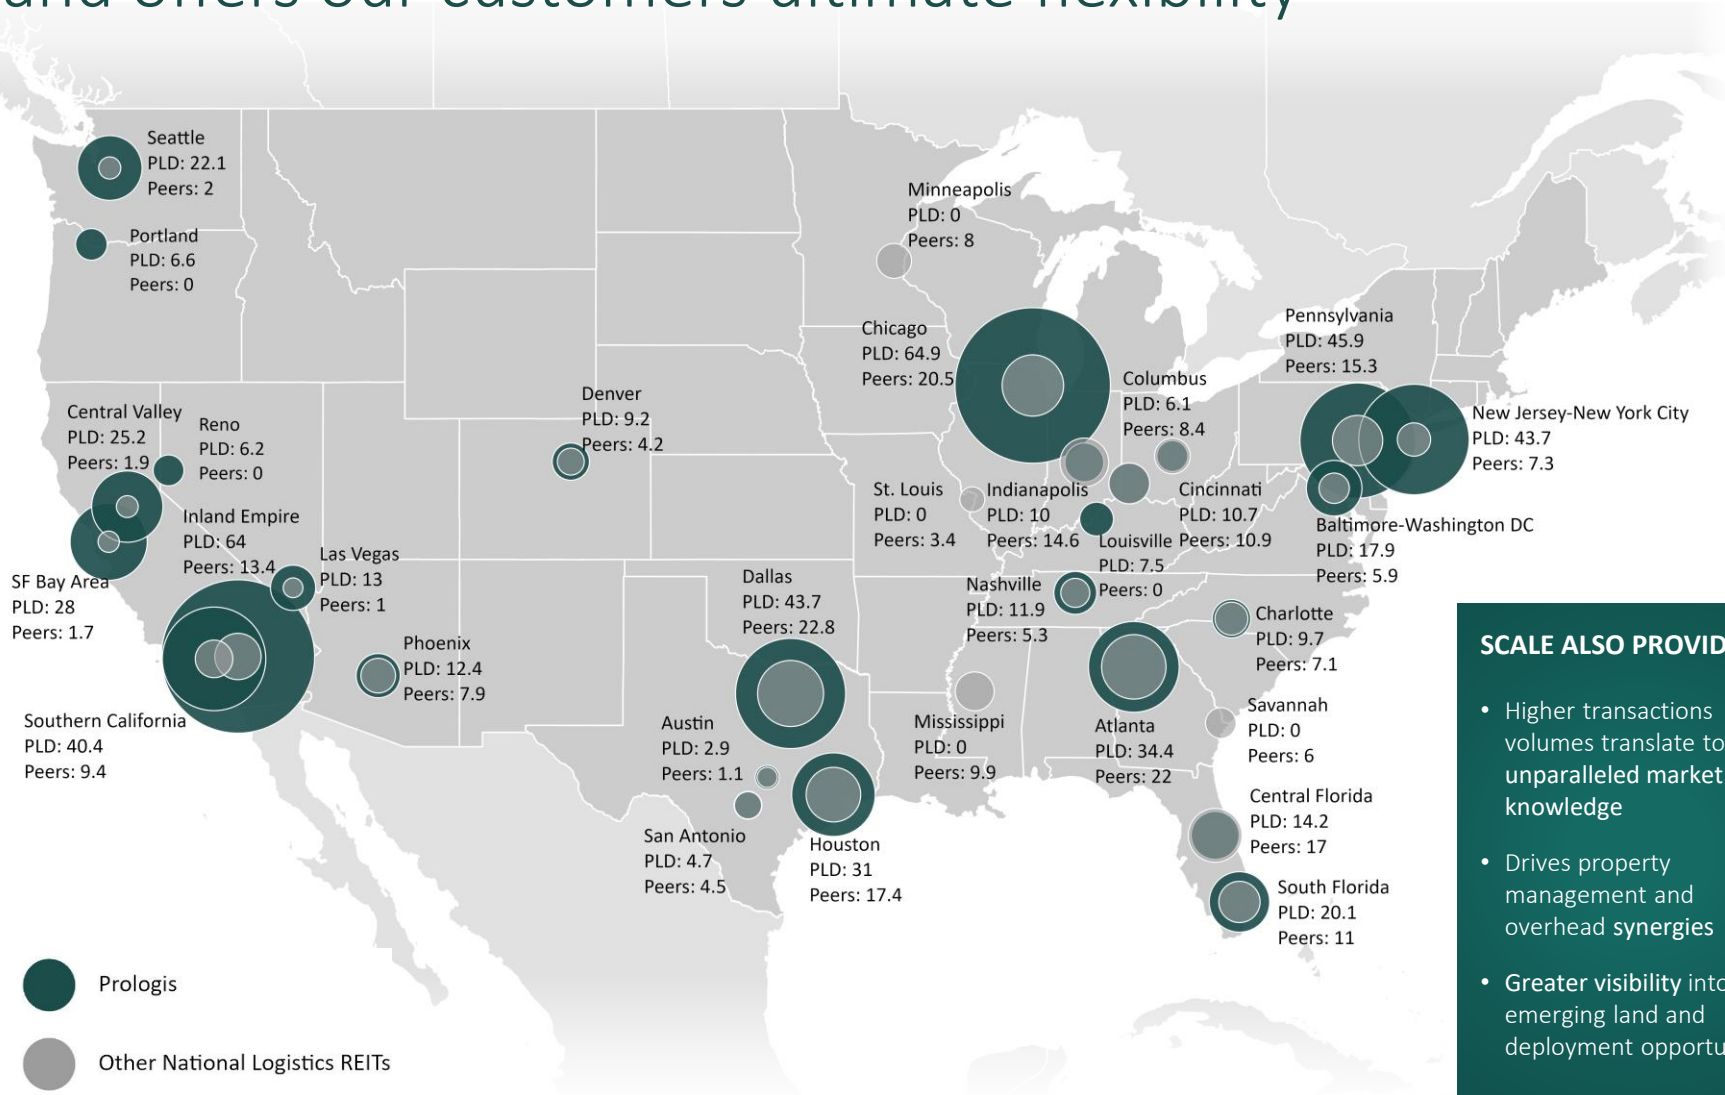 and offers our customers ultimate flexibility
Seattle
PLD: 22.1
Peers: 2
Portland
PLD: 6.6
Peers: 0
Minneapolis
PLD: 0
Peers: 8
Chicago
PLD: 64.9
Peers: 20.5
Columbus
PLD: 6.1
Peers: 8.4
Pennsylvania
PLD: 45.9
Peers: 15.3
New Jersey-New York City
PLD: 43.7
Peers: 7.3
Denver
PLD: 9.2
Peers: 4.2
Central Valley
PLD: 25.2
Peers: 1.9
Reno
PLD: 6.2
Peers: 0
Inland Empire
PLD: 64
Peers: 13.4
Las Vegas
PLD: 13
Peers: 1
SF Bay Area
PLD: 28
Peers: 1.7
St. Louis
PLD: 0
Peers: 3.4
Indianapolis
PLD: 10
Peers: 14.6
Cincinnati
PLD: 10.7
Peers: 10.9
Louisville
PLD: 7.5
Peers: 0
Baltimore-Washington DC
PLD: 17.9
Peers: 5.9
Nashville
PLD: 11.9
Peers: 5.3
Charlotte
PLD: 9.7
Peers: 7.1
Dallas
PLD: 43.7
Peers: 22.8
Phoenix
PLD: 12.4
Peers: 7.9
Southern California
PLD: 40.4
Peers: 9.4
Austin
PLD: 2.9
Peers: 1.1
San Antonio
PLD: 4.7
Peers: 4.5
Houston
PLD: 31
Peers: 17.4
Mississippi
PLD: 0
Peers: 9.9
Atlanta
PLD: 34.4
Peers: 22
Savannah
PLD: 0
Peers: 6
Central Florida
PLD: 14.2
Peers: 17
South Florida
PLD: 20.1
Peers: 11
Prologis
Other National Logistics REITs
SCALE ALSO PROVID
• Higher transactions
volumes translate to
unparalleled market
knowledge
• Drives property
management and
overhead synergies
• Greater visibility into
emerging land and
deployment opportu